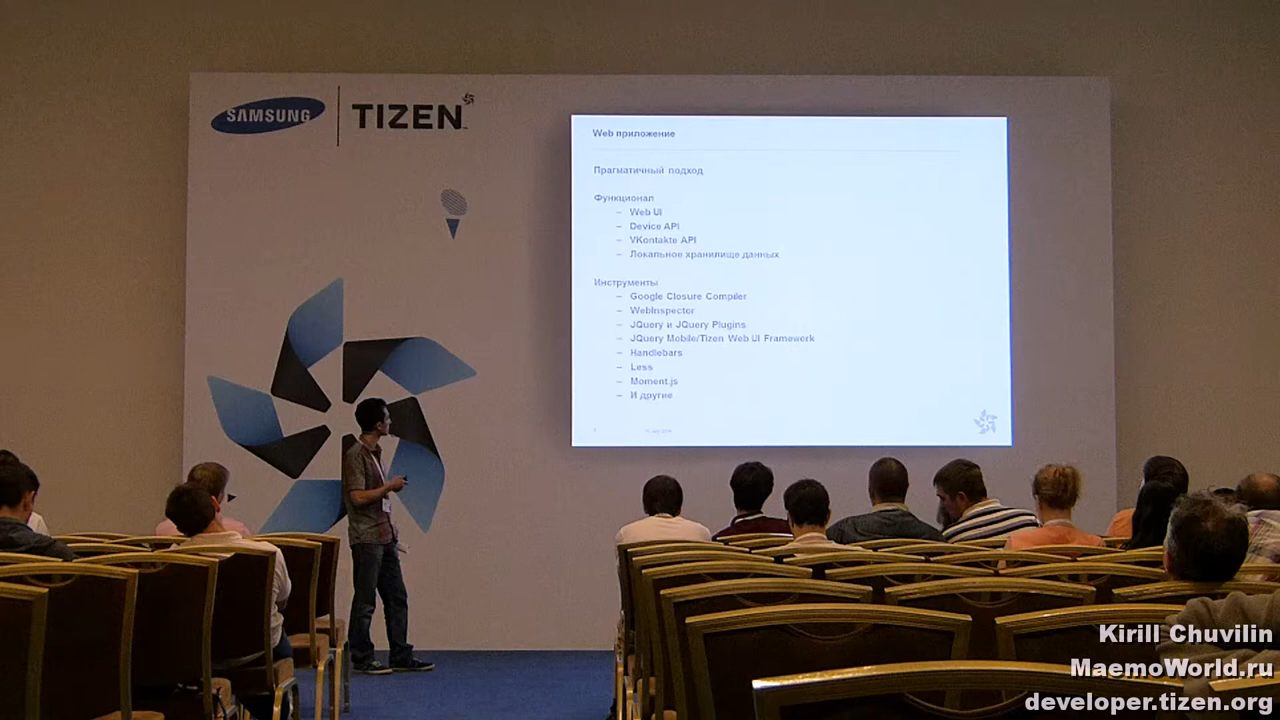 SAMSUNG
TIZEN
Web приложение
Прагматичный подход
Функционал
– Web UI
– Device API
– VKontakte API
– Локальное хранилище данных
Инструменты
– Google Closure Compiler
– WebInspector
– JQuery и JQuery Plugins
– JQuery Mobile/Tizen Web UI Framework
– Handlebars
– Less
– Moment.js
– И другие
Kirill Chuvilin
MaemoWorld.ru
developer.tizen.org